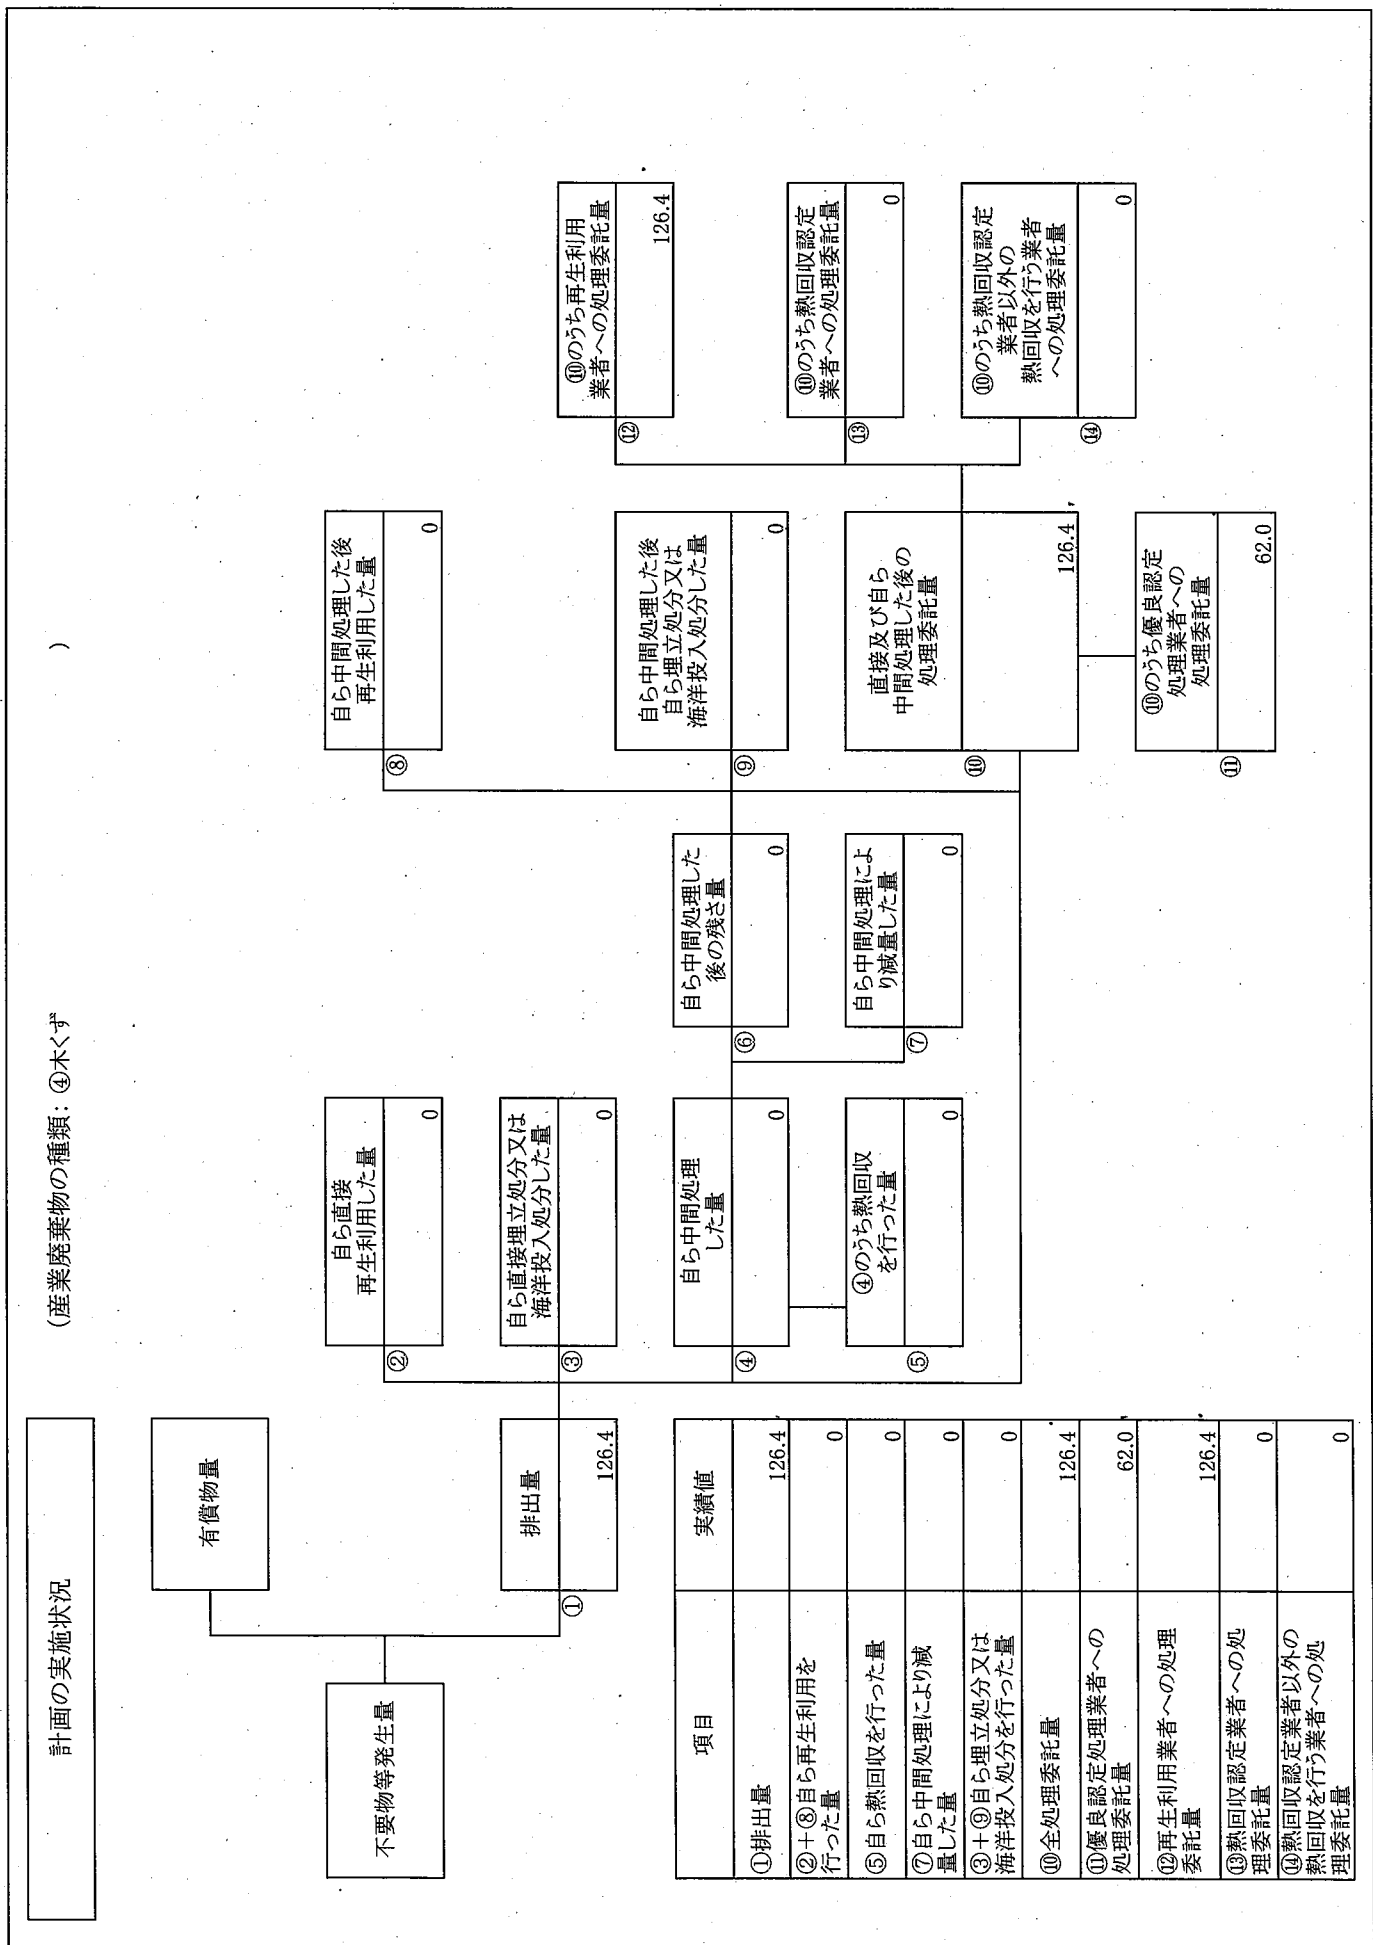 計画の実施状況
(産業廃棄物の種類：④木くず
)
不要物等発生量
有償物量
①
排出量
126.4
②
自ら直接
再生利用した量
0
③
自ら直接埋立処分又は
海洋投入処分した量
0
④
自ら中間処理
した量
0
⑤
④のうち熱回収
を行った量
0
⑥
自ら中間処理した
後の残さ量
0
⑦
自ら中間処理によ
り減量した量
0
⑧
自ら中間処理した後
再生利用した量
0
⑨
自ら中間処理した後
自ら埋立処分又は
海洋投入処分した量
0
⑩
直接及び自ら
中間処理した後の
処理委託量
126.4
⑪
⑩のうち優良認定
処理業者への
処理委託量
62.0
⑫
⑩のうち再生利用
業者への処理委託量
126.4
⑬
⑩のうち熱回収認定
業者への処理委託量
0
⑭
⑩のうち熱回収認定
業者以外の
熱回収を行う業者
への処理委託量
0
項目 実績値
①排出量 126.4
②＋⑧自ら再生利用を
行った量 0
⑤自ら熱回収を行った量 0
⑦自ら中間処理により減
量した量 0
③＋⑨自ら埋立処分又は
海洋投入処分を行った量 0
⑩全処理委託量 126.4
⑪優良認定処理業者への
処理委託量 62.0
⑫再生利用業者への処理
委託量 126.4
⑬熱回収認定業者への処
理委託量 0
⑭熱回収認定業者以外の
熱回収を行う業者への処
理委託量 0